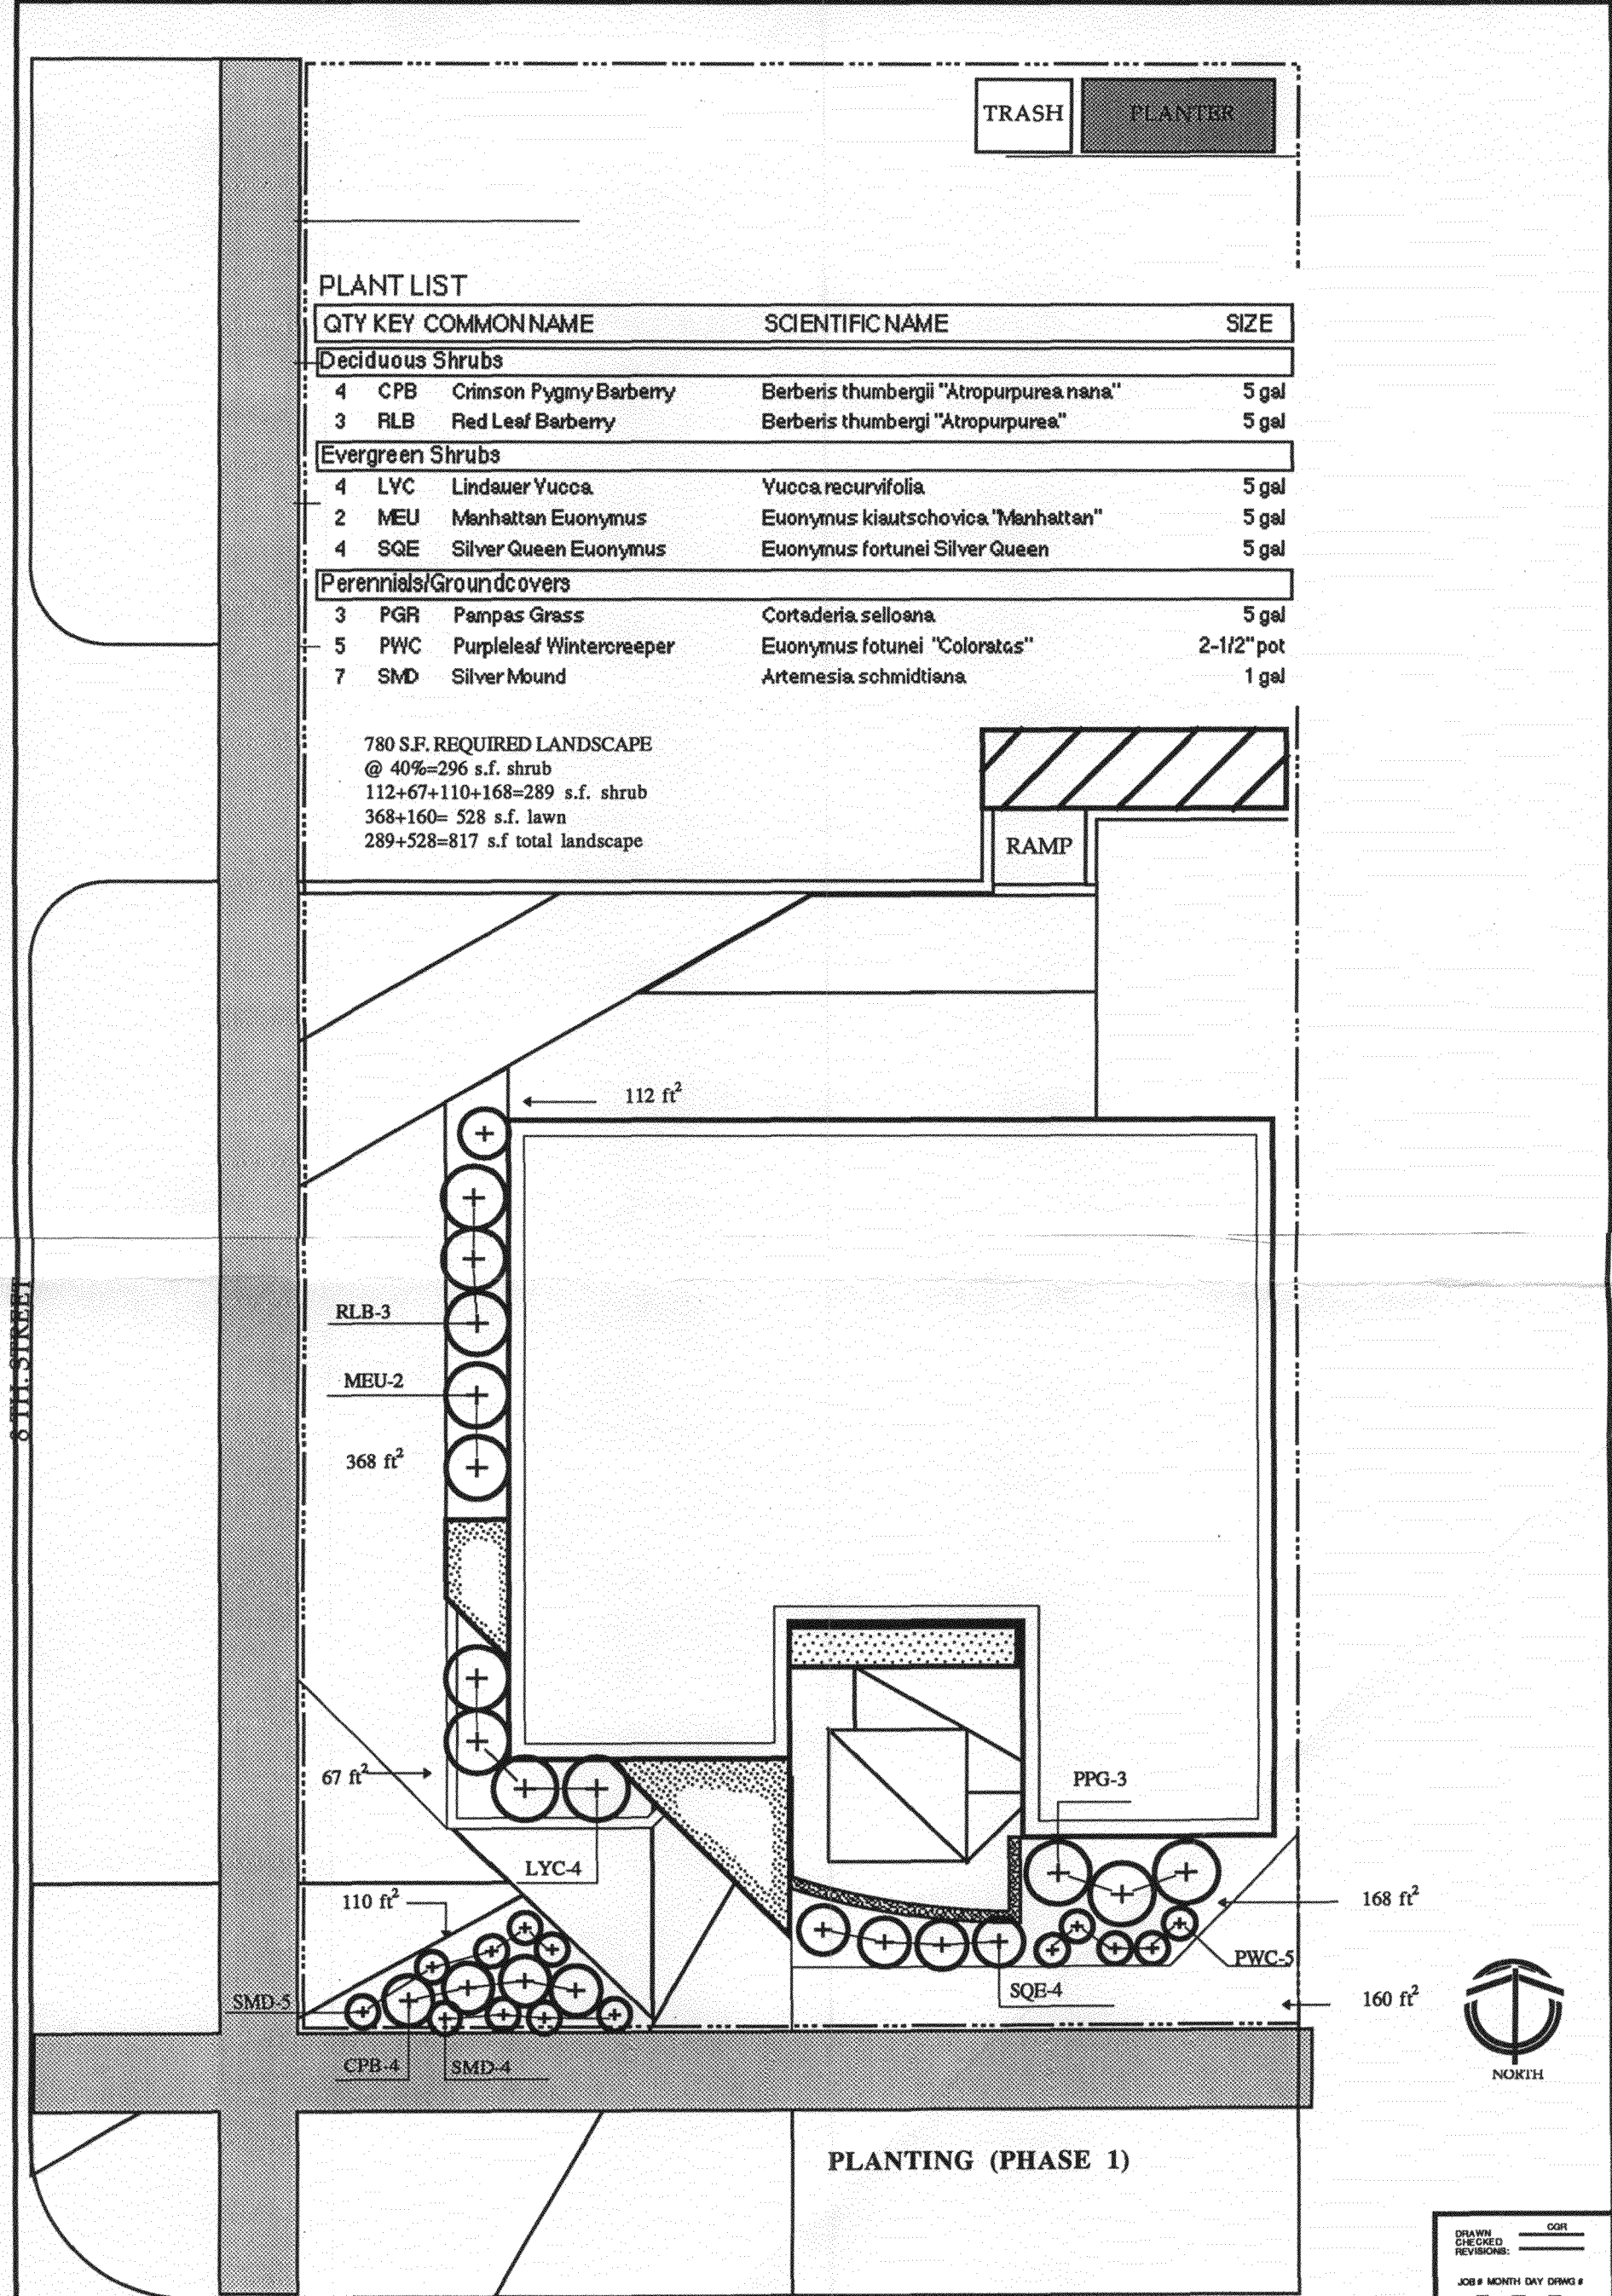 TRASH
PLANTER
PLANT LIST
QTY KEY COMMON NAME SCIENTIFIC NAME SIZE
Deciduous Shrubs
4 CPB Crimson Pygmy Barberry Berberis thumbergii "Atropurpurea nana" 5 gal
3 RLB Red Leaf Barberry Berberis thumbergi "Atropurpurea" 5 gal
Evergreen Shrubs
4 LYC Lindauer Yucca Yucca recurvifolia 5 gal
2 MEU Manhattan Euonymus Euonymus kiautschovica "Manhattan" 5 gal
4 SQE Silver Queen Euonymus Euonymus fortunei Silver Queen 5 gal
Perennials/Groundcovers
3 PGR Pampas Grass Cortaderia selloana 5 gal
5 PWC Purpleleaf Wintercreeper Euonymus fotunei "Coloratas" 2-1/2" pot
7 SMD Silver Mound Artemesia schmidtiana 1 gal
780 S.F. REQUIRED LANDSCAPE
@ 40%=296 s.f. shrub
112+67+110+168=289 s.f. shrub
368+160= 528 s.f. lawn
289+528=817 s.f total landscape
RAMP
112 ft²
RLB-3
MEU-2
8 TH. STREET
368 ft²
67 ft²
PPG-3
LYC-4
110 ft²
168 ft²
PWC-5
SQE-4
SMD-5
160 ft²
CPB-4
SMD-4
NORTH
PLANTING (PHASE 1)
DRAWN CGR
CHECKED
REVISIONS:
JOB # MONTH DAY DRWG #